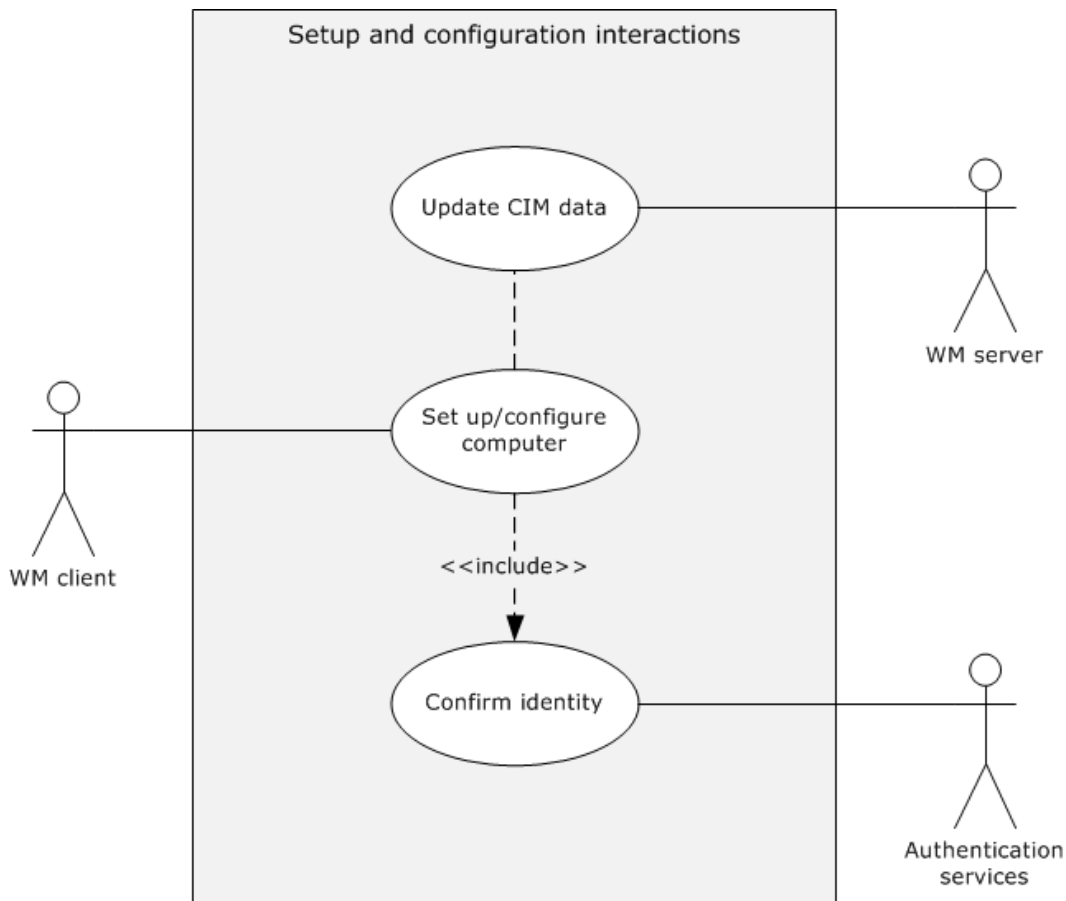 Setup and configuration interactions
Update CIM data
WM server
Set up/configure
computer
WM client
<<include>>
Confirm identity
Authentication
services